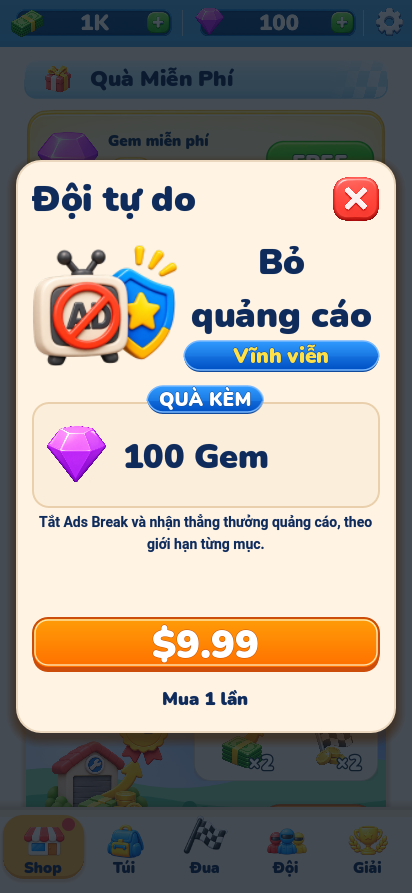 1K
100
Quà Miễn Phí
Gem miễn phí
FREE
Đội tự do
AD
Bỏ
quảng cáo
Vĩnh viễn
QUÀ KÈM
100 Gem
Tắt Ads Break và nhận thẳng thưởng quảng cáo, theo
giới hạn từng mục.
$9.99
Mua 1 lần
x2
x2
Shop
Túi
Đua
Đội
Giải